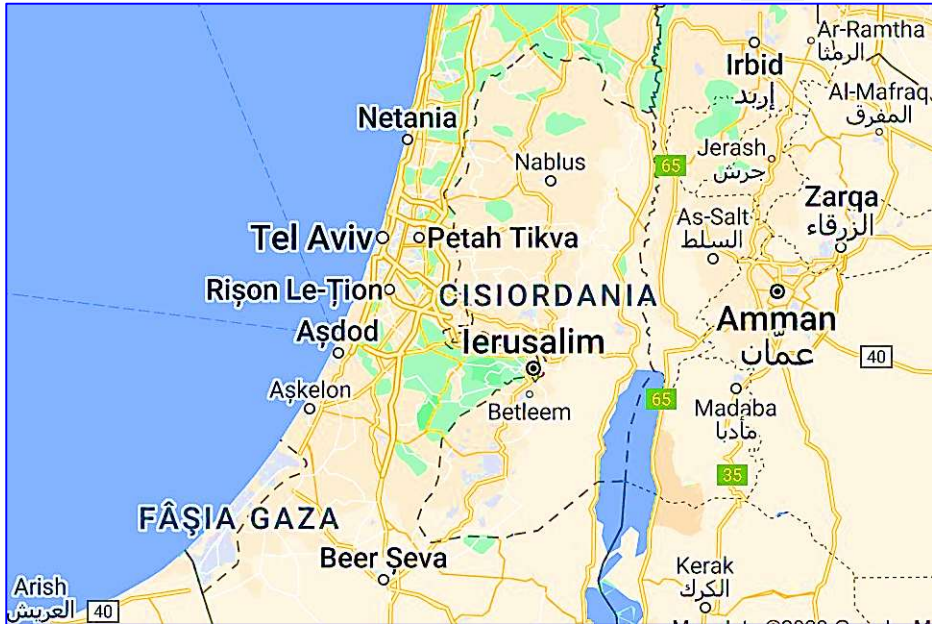 Ar-Ramtha
الرمثا
Irbid
إربد
Al-Mafraq
المفرق
Netania
Nablus
65
Jerash
جرش
Zarqa
الزرقاء
As-Salt
السلط
Tel Aviv
Petah Tikva
Rișon Le-Țion
CISIORDANIA
Amman
عمّان
Așdod
Ierusalim
40
Așkelon
Betleem
65
Madaba
مأدبا
35
FÂȘIA GAZA
Beer Șeva
Kerak
الكرك
Arish
العريش
40